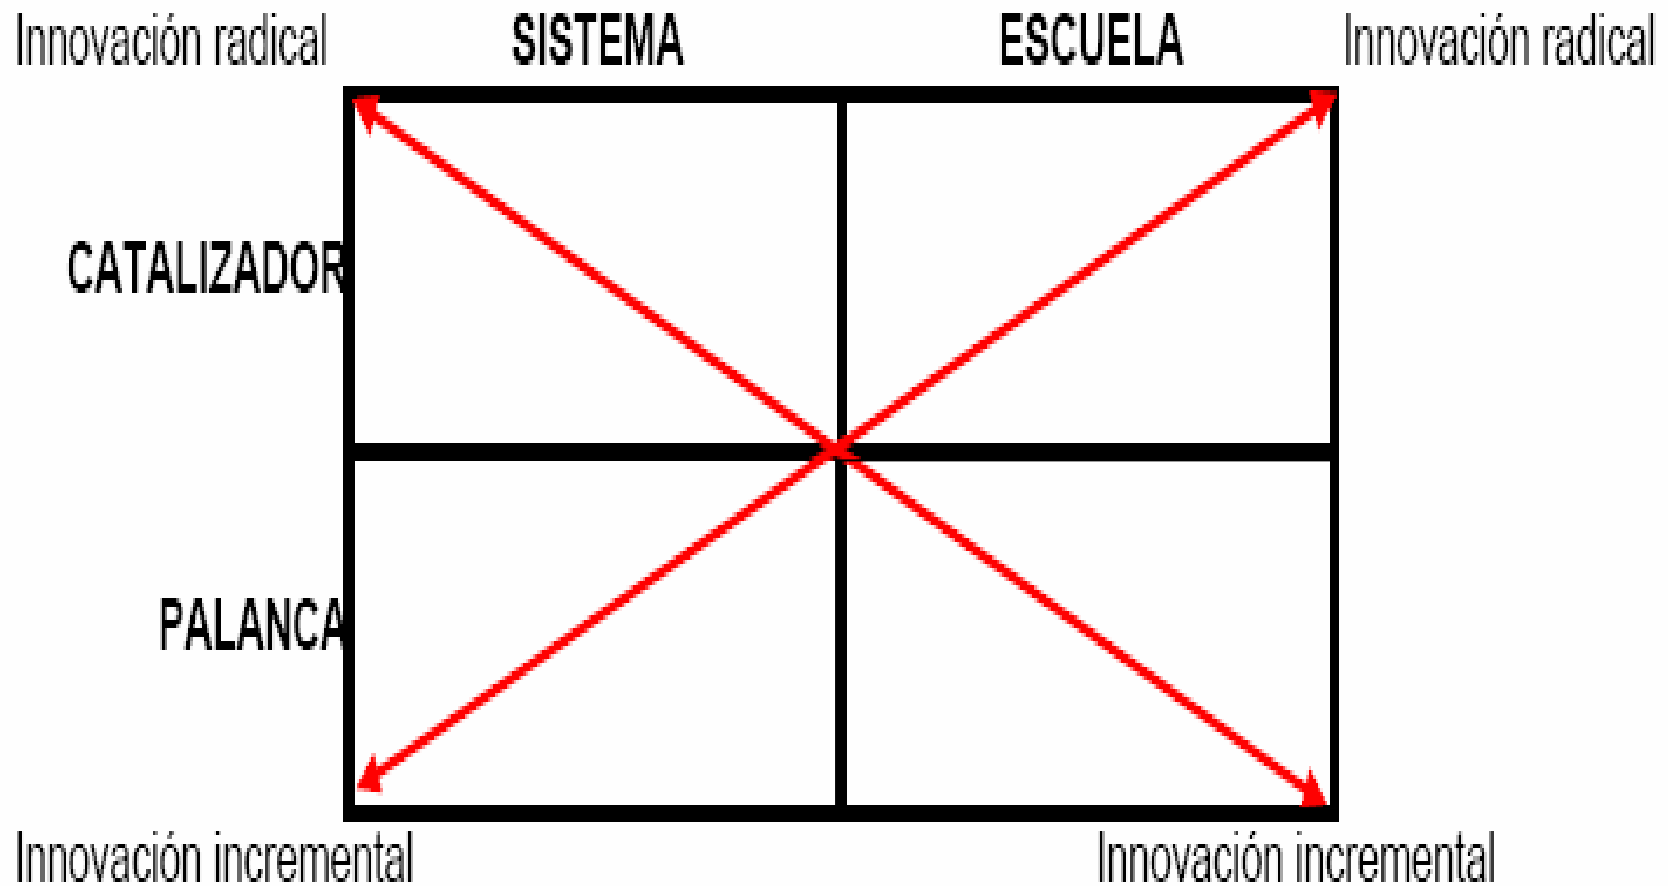 Innovación radical SISTEMA ESCUELA Innovación radical
CATALIZADOR
PALANCA
Innovación incremental Innovación incremental